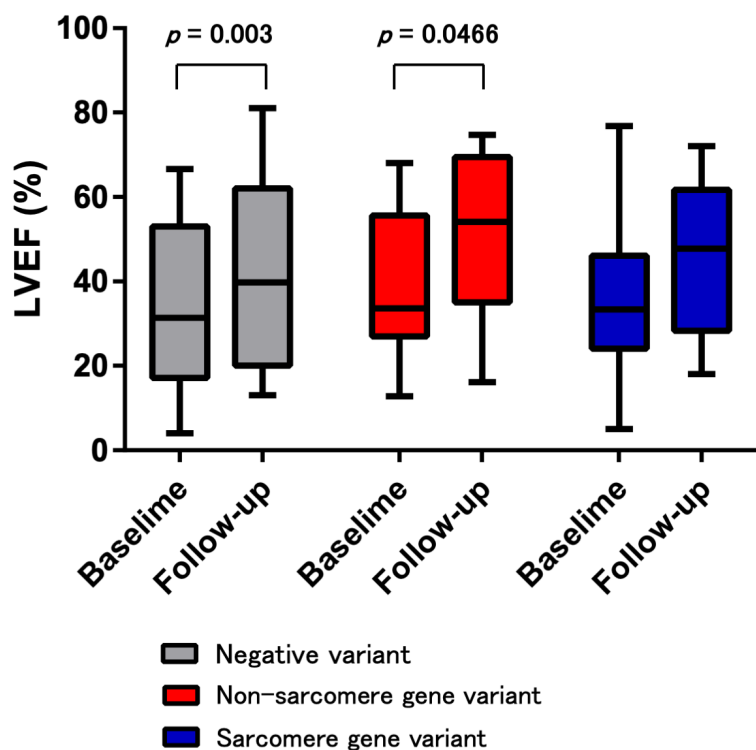 p = 0.003
p = 0.0466
LVEF (%)
100
80
60
40
20
0
Baselime
Follow-up
Baselime
Follow-up
Baselime
Follow-up
Negative variant
Non-sarcomere gene variant
Sarcomere gene variant